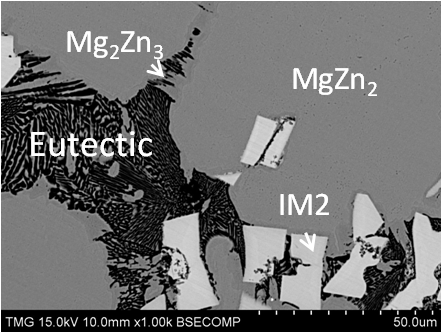 Mg2Zn3
MgZn2
Eutectic
IM2
TMG 15.0kV 10.0mm x1.00k BSECOMP 50.0um